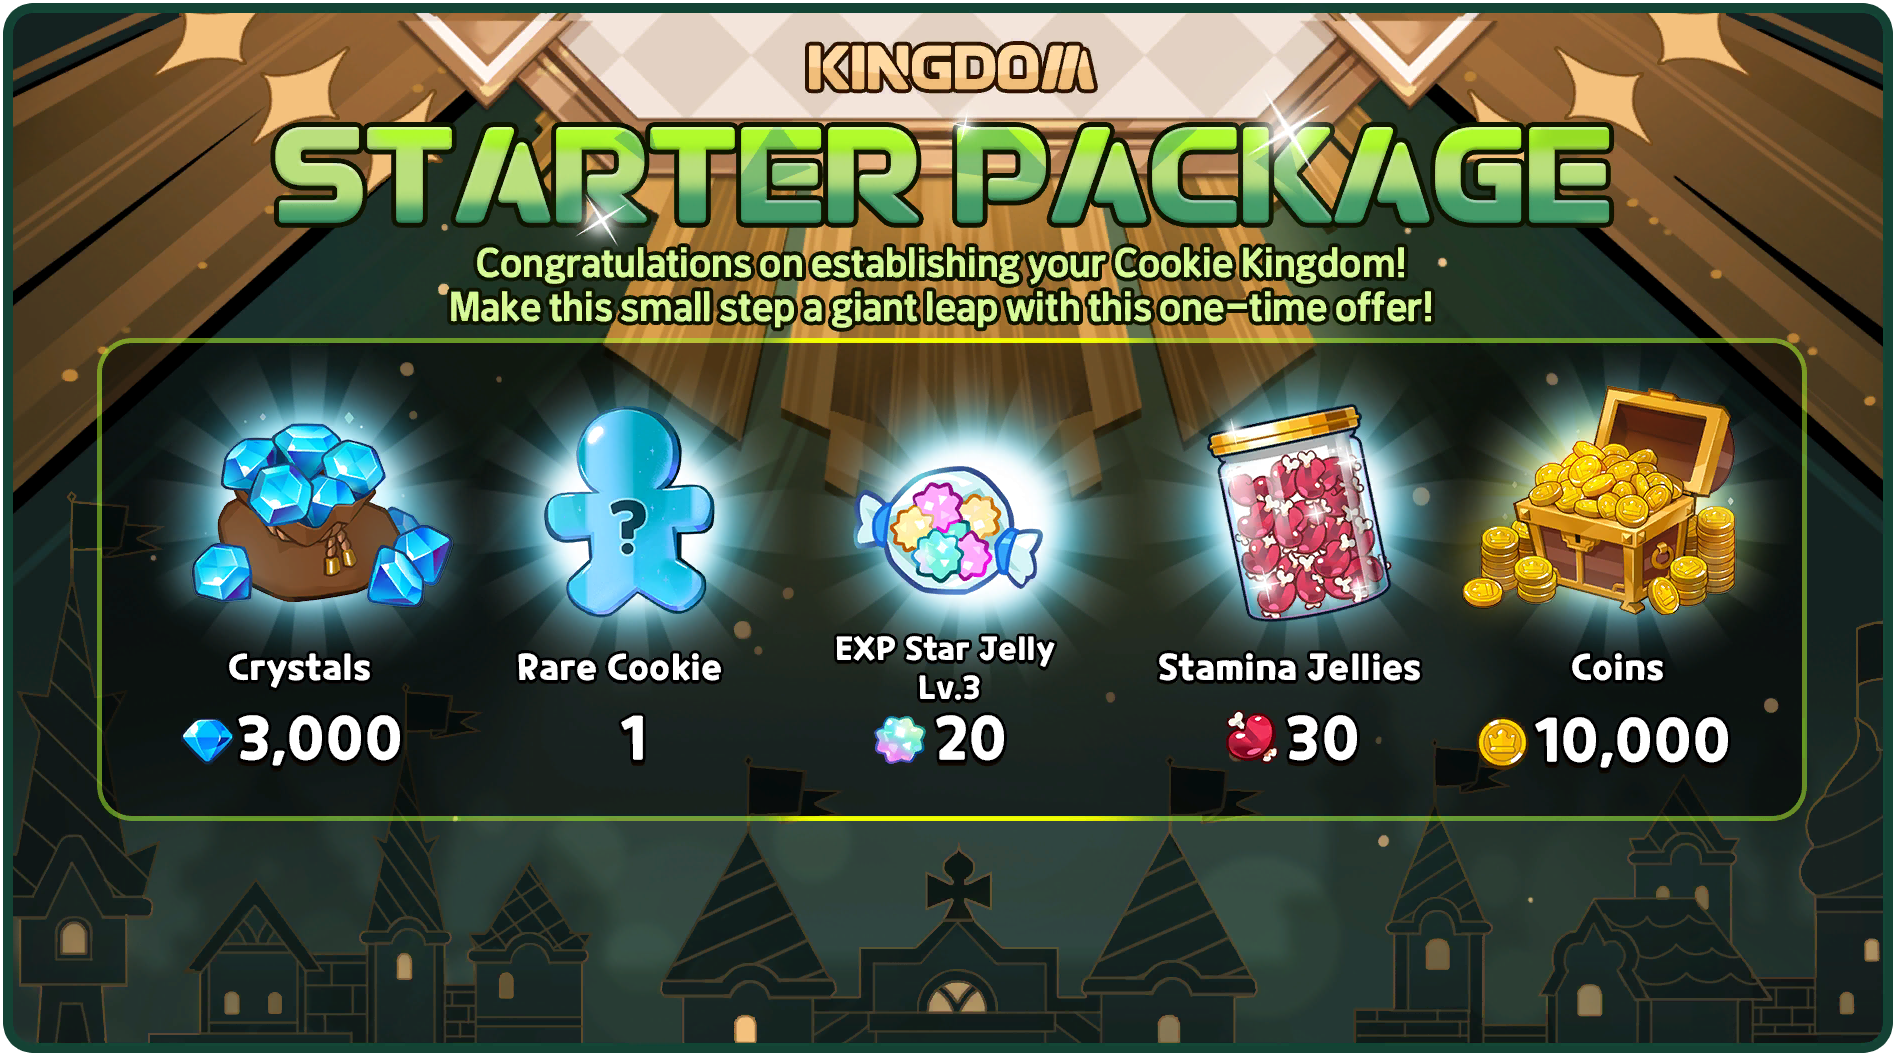 KINGDOM
STARTER PACKAGE
Congratulations on establishing your Cookie Kingdom!
Make this small step a giant leap with this one-time offer!
?
Crystals
Rare Cookie
EXP Star Jelly
Lv.3
Stamina Jellies
Coins
3,000
1
20
30
10,000